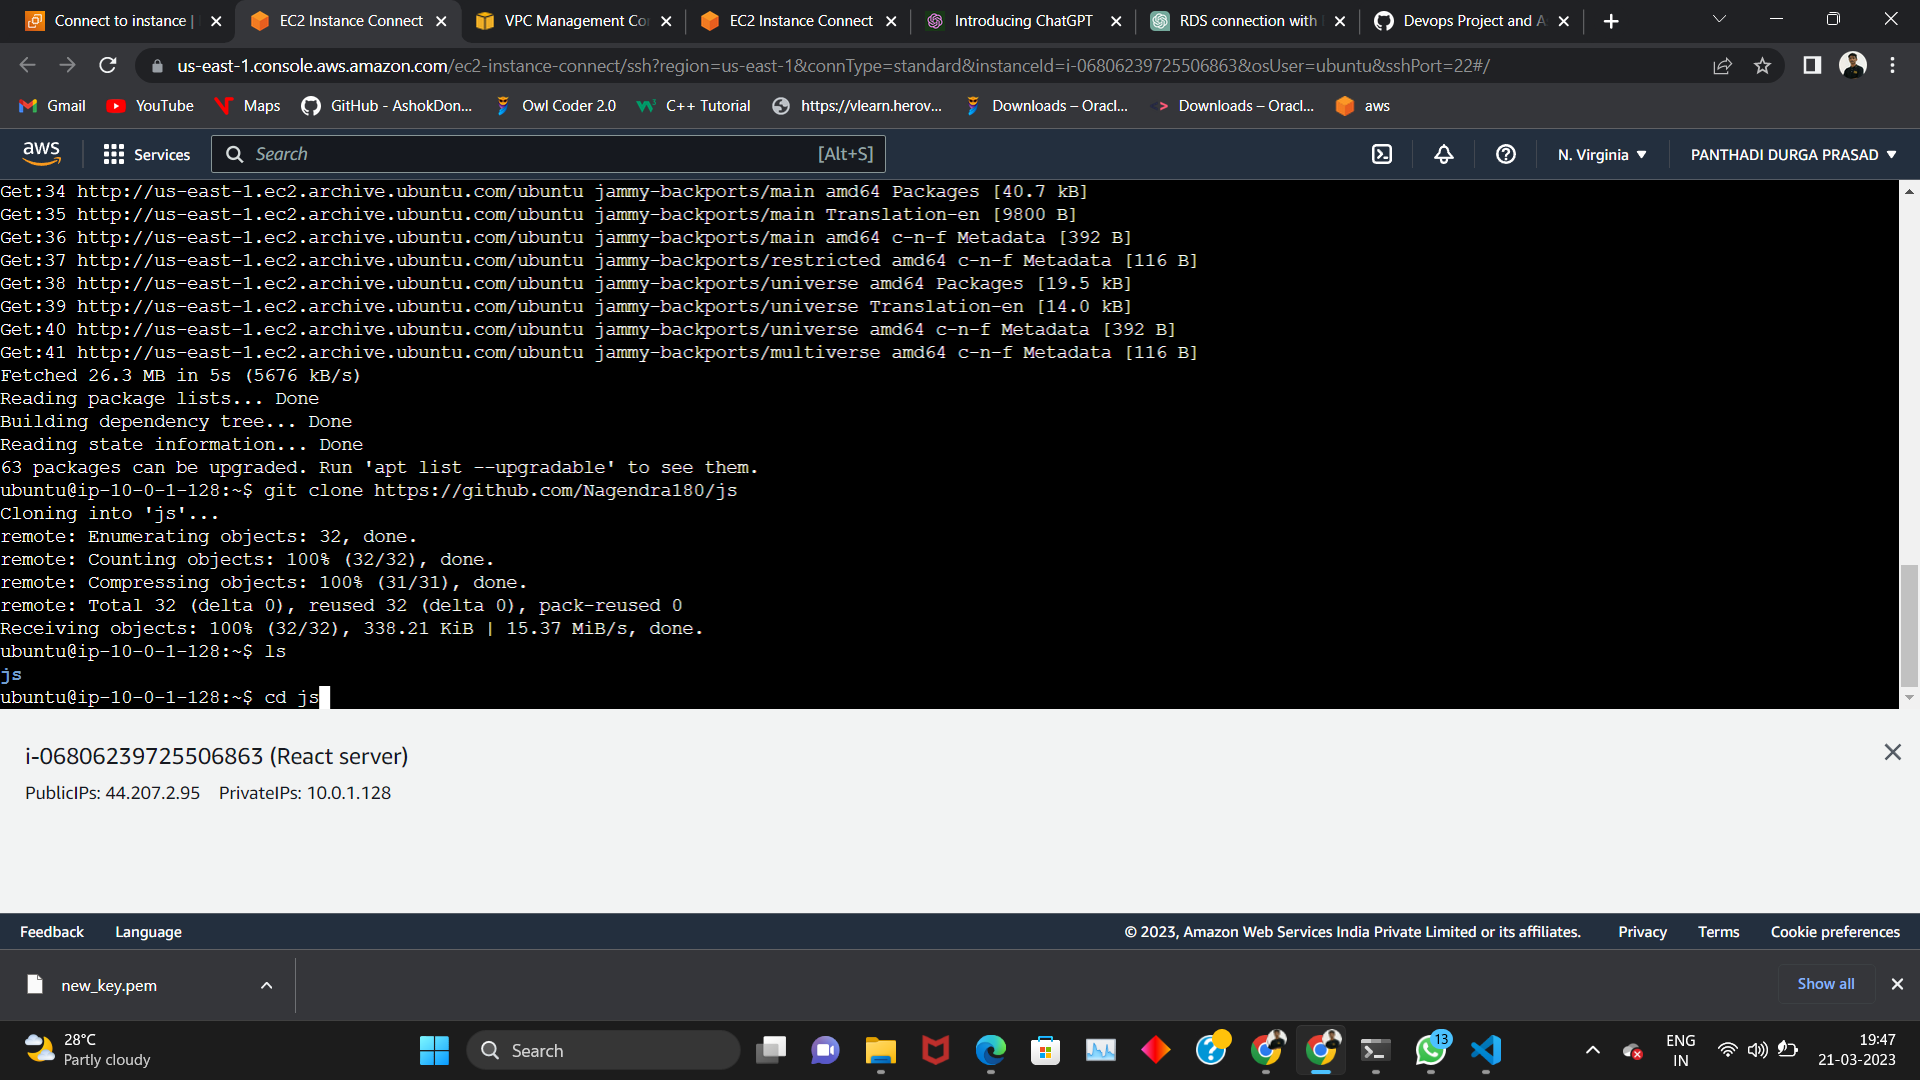 Connect to instance |
EC2 Instance Connect
VPC Management Co
EC2 Instance Connect
Introducing ChatGPT
RDS connection with
Devops Project and A
us-east-1.console.aws.amazon.com/ec2-instance-connect/ssh?region=us-east-1&connType=standard&instanceId=i-06806239725506863&osUser=ubuntu&sshPort=22#/
Gmail
YouTube
Maps
GitHub - AshokDon...
Owl Coder 2.0
C++ Tutorial
https://vlearn.herov...
Downloads – Oracl...
Downloads – Oracl...
aws
aws
Services
Search
[Alt+S]
N. Virginia
PANTHADI DURGA PRASAD
Get:34 http://us-east-1.ec2.archive.ubuntu.com/ubuntu jammy-backports/main amd64 Packages [40.7 kB]
Get:35 http://us-east-1.ec2.archive.ubuntu.com/ubuntu jammy-backports/main Translation-en [9800 B]
Get:36 http://us-east-1.ec2.archive.ubuntu.com/ubuntu jammy-backports/main amd64 c-n-f Metadata [392 B]
Get:37 http://us-east-1.ec2.archive.ubuntu.com/ubuntu jammy-backports/restricted amd64 c-n-f Metadata [116 B]
Get:38 http://us-east-1.ec2.archive.ubuntu.com/ubuntu jammy-backports/universe amd64 Packages [19.5 kB]
Get:39 http://us-east-1.ec2.archive.ubuntu.com/ubuntu jammy-backports/universe Translation-en [14.0 kB]
Get:40 http://us-east-1.ec2.archive.ubuntu.com/ubuntu jammy-backports/universe amd64 c-n-f Metadata [392 B]
Get:41 http://us-east-1.ec2.archive.ubuntu.com/ubuntu jammy-backports/multiverse amd64 c-n-f Metadata [116 B]
Fetched 26.3 MB in 5s (5676 kB/s)
Reading package lists... Done
Building dependency tree... Done
Reading state information... Done
63 packages can be upgraded. Run 'apt list --upgradable' to see them.
ubuntu@ip-10-0-1-128:~$ git clone https://github.com/Nagendra180/js
Cloning into 'js'...
remote: Enumerating objects: 32, done.
remote: Counting objects: 100% (32/32), done.
remote: Compressing objects: 100% (31/31), done.
remote: Total 32 (delta 0), reused 32 (delta 0), pack-reused 0
Receiving objects: 100% (32/32), 338.21 KiB | 15.37 MiB/s, done.
ubuntu@ip-10-0-1-128:~$ ls
js
ubuntu@ip-10-0-1-128:~$ cd js
i-06806239725506863 (React server)
PublicIPs: 44.207.2.95 PrivateIPs: 10.0.1.128
Feedback
Language
© 2023, Amazon Web Services India Private Limited or its affiliates.
Privacy
Terms
Cookie preferences
new_key.pem
Show all
28°C
Partly cloudy
Search
13
ENG
IN
19:47
21-03-2023